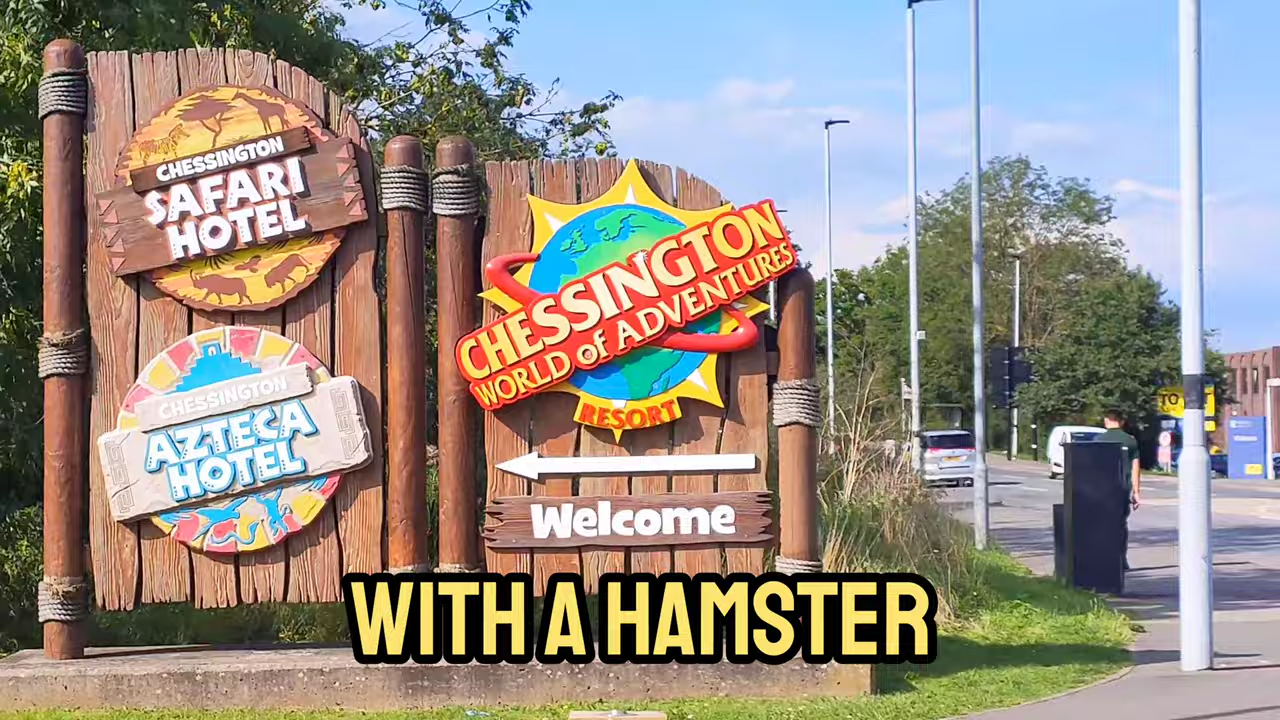 CHESSINGTON
SAFARI
HOTEL
CHESSINGTON
AZTECA
HOTEL
CHESSINGTON
WORLD of ADVENTURES
RESORT
Welcome
WITH A HAMSTER